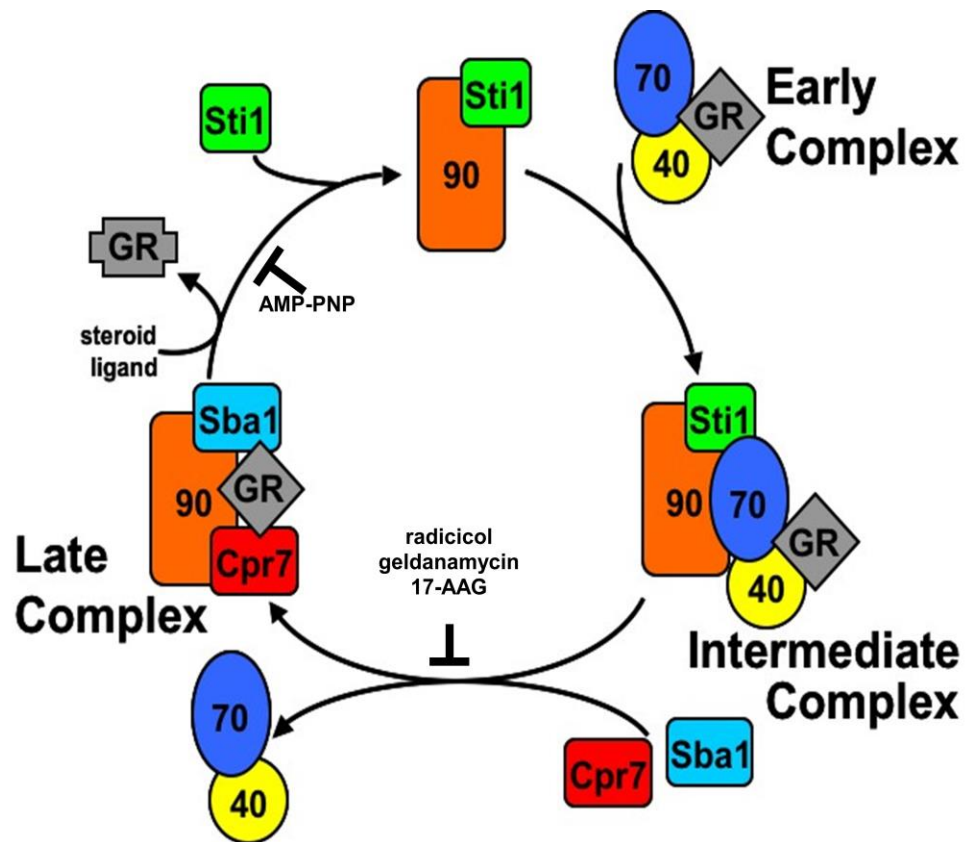 Sti1
Sti1
90
70
GR
40
Early
Complex
GR
AMP-PNP
steroid
ligand
Sba1
90
GR
Cpr7
Late
Complex
radicicol
geldanamycin
17-AAG
Sti1
90
70
GR
40
Intermediate
Complex
70
40
Cpr7
Sba1